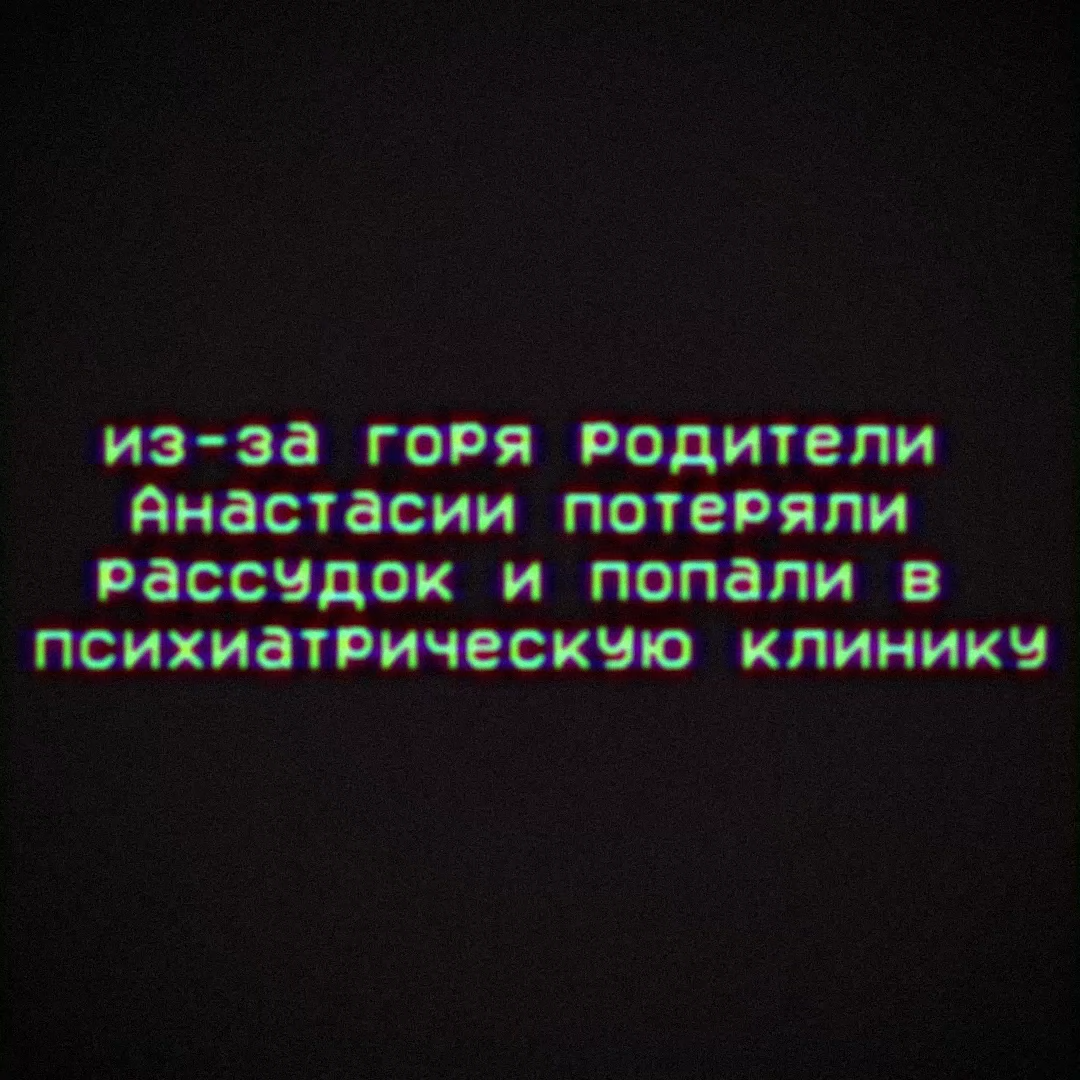 из-за горя родители
Анастасии потеряли
рассудок и попали в
психиатрическую клинику